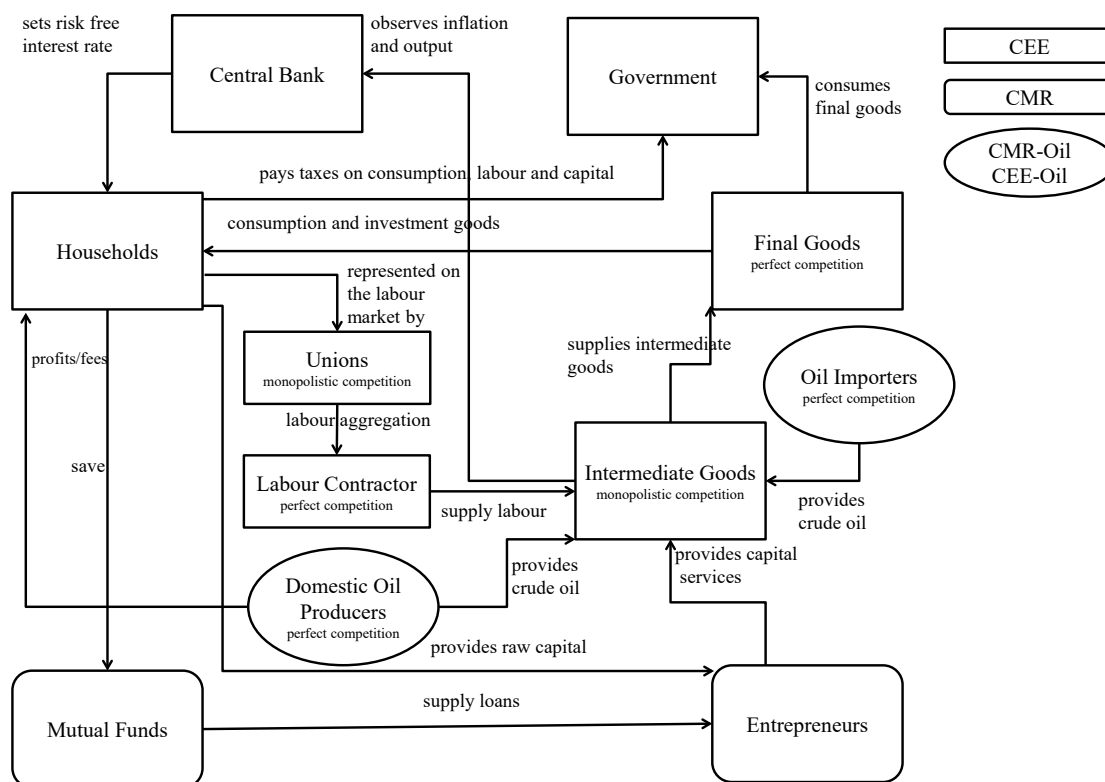 sets risk free
interest rate
Central Bank
observes inflation
and output
Government
consumes
final goods
CEE
CMR
CMR-Oil
CEE-Oil
pays taxes on consumption, labour and capital
consumption and investment goods
Households
Final Goods
perfect competition
represented on
the labour
market by
profits/fees
Unions
monopolistic competition
supplies intermediate
goods
Oil Importers
perfect competition
labour aggregation
save
Labour Contractor
perfect competition
supply labour
Intermediate Goods
monopolistic competition
provides
crude oil
Domestic Oil
Producers
perfect competition
provides
crude oil
provides capital
services
provides raw capital
Mutual Funds
supply loans
Entrepreneurs